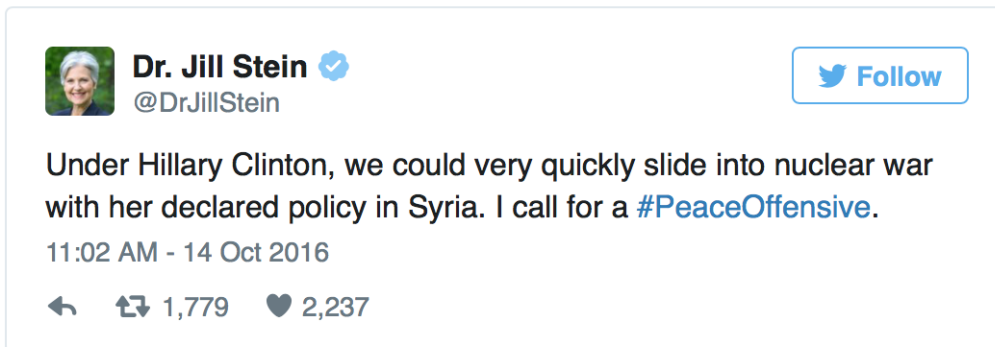 Dr. Jill Stein
@DrJillStein
Follow
Under Hillary Clinton, we could very quickly slide into nuclear war
with her declared policy in Syria. I call for a #PeaceOffensive.
11:02 AM - 14 Oct 2016
1,779 2,237